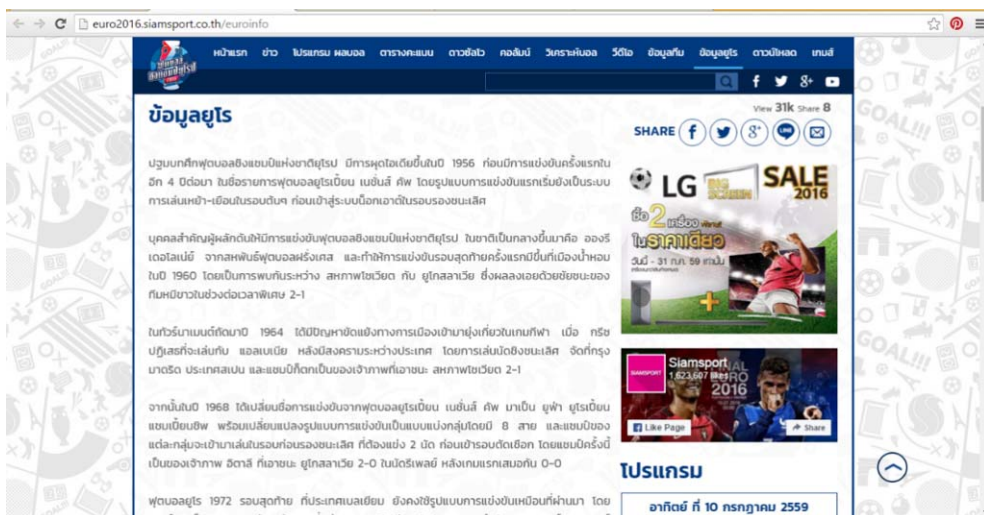 euro2016.siamsport.co.th/euroinfo
หน้าแรก ข่าว โปรแกรม ผลบอล ตารางคะแนน ดาวซัลโว คอลัมน์ วิเคราะห์บอล วิดีโอ ข้อมูลทีม ข้อมูลยูโร ดาวน์โหลด เกมส์
ข้อมูลยูโร
View 31k Share 8
SHARE
LINE
ปฐมบทศึกฟุตบอลชิงแชมป์แห่งชาติยุโรป มีการผุดไอเดียขึ้นในปี 1956 ก่อนมีการแข่งขันครั้งแรกใน
อีก 4 ปีต่อมา ในชื่อรายการฟุตบอลยูโรเปี้ยน เนชั่นส์ คัพ โดยรูปแบบการแข่งขันแรกเริ่มยังเป็นระบบ
การเล่นเหย้า-เยือนในรอบต้นๆ ก่อนเข้าสู่ระบบน็อกเอาต์ในรอบรองชนะเลิศ
บุคคลสำคัญผู้ผลักดันให้มีการแข่งขันฟุตบอลชิงแชมป์แห่งชาติยุโรป ในชาติเป็นกลางขึ้นมาคือ อองรี
เดอโลเน่ย์ จากสหพันธ์ฟุตบอลฝรั่งเศส และทำให้การแข่งขันรอบสุดท้ายครั้งแรกมีขึ้นที่เมืองน้ำหอม
ในปี 1960 โดยเป็นการพบกันระหว่าง สหภาพโซเวียต กับ ยูโกสลาเวีย ซึ่งผลลงเอยด้วยชัยชนะของ
ทีมหมีขาวในช่วงต่อเวลาพิเศษ 2-1
ในทัวร์นาเมนต์ถัดมาปี 1964 ได้มีปัญหาขัดแย้งทางการเมืองเข้ามายุ่งเกี่ยวในเกมกีฬา เมื่อ กรีซ
ปฏิเสธที่จะเล่นกับ แอลเบเนีย หลังมีสงครามระหว่างประเทศ โดยการเล่นนัดชิงชนะเลิศ จัดที่กรุง
มาดริด ประเทศสเปน และแชมป์ก็ตกเป็นของเจ้าภาพที่เอาชนะ สหภาพโซเวียต 2-1
จากนั้นในปี 1968 ได้เปลี่ยนชื่อการแข่งขันจากฟุตบอลยูโรเปี้ยน เนชั่นส์ คัพ มาเป็น ยูฟ่า ยูโรเปี้ยน
แชมเปี้ยนชิพ พร้อมเปลี่ยนแปลงรูปแบบการแข่งขันเป็นแบบแบ่งกลุ่มโดยมี 8 สาย และแชมป์ของ
แต่ละกลุ่มจะเข้ามาเล่นในรอบก่อนรองชนะเลิศ ที่ต้องแข่ง 2 นัด ก่อนเข้ารอบตัดเชือก โดยแชมป์ครั้งนี้
เป็นของเจ้าภาพ อิตาลี ที่เอาชนะ ยูโกสลาเวีย 2-0 ในนัดรีเพลย์ หลังเกมแรกเสมอกัน 0-0
ฟุตบอลยูโร 1972 รอบสุดท้าย ที่ประเทศเบลเยียม ยังคงใช้รูปแบบการแข่งขันเหมือนที่ผ่านมา โดย
LG BIG SCREEN SALE 2016
ซื้อ 2 เครื่อง
ในราคาเดียว
วันนี้ - 31 ก.ค. 59 เท่านั้น
SIAMSPORT
Siamsport
1,623,607 likes
EURO
2016
Like Page
Share
โปรแกรม
อาทิตย์ ที่ 10 กรกฎาคม 2559
GOAL!!!
GOAL!!!